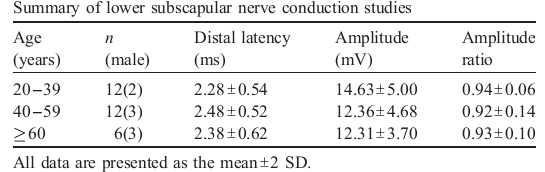 Summary of lower subscapular nerve conduction studies
Age n Distal latency Amplitude Amplitude
(years) (male) (ms) (mV) ratio
20−39 12(2) 2.28±0.54 14.63±5.00 0.94±0.06
40−59 12(3) 2.48±0.52 12.36±4.68 0.92±0.14
≥60 6(3) 2.38±0.62 12.31±3.70 0.93±0.10
All data are presented as the mean±2 SD.